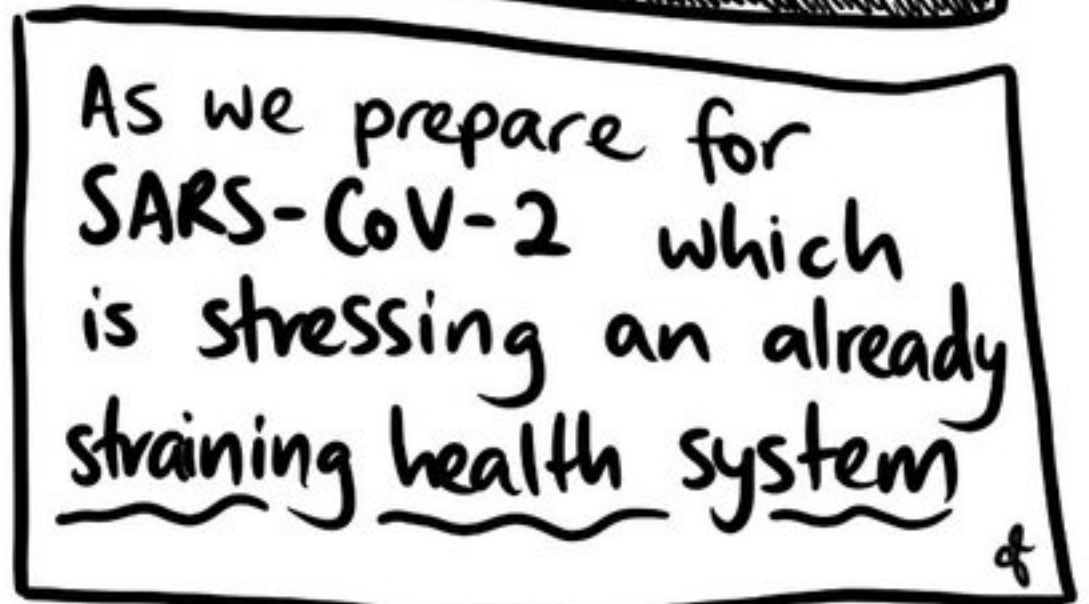 As we prepare for
SARS-CoV-2 which
is stressing an already
straining health system